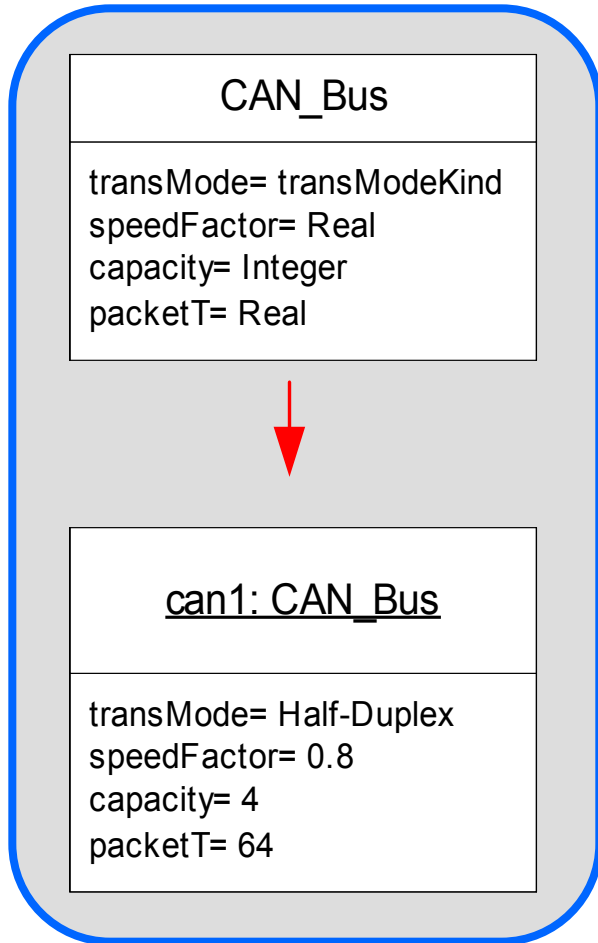 CAN_Bus
transMode= transModeKind
speedFactor= Real
capacity= Integer
packetT= Real
can1: CAN_Bus
transMode= Half-Duplex
speedFactor= 0.8
capacity= 4
packetT= 64